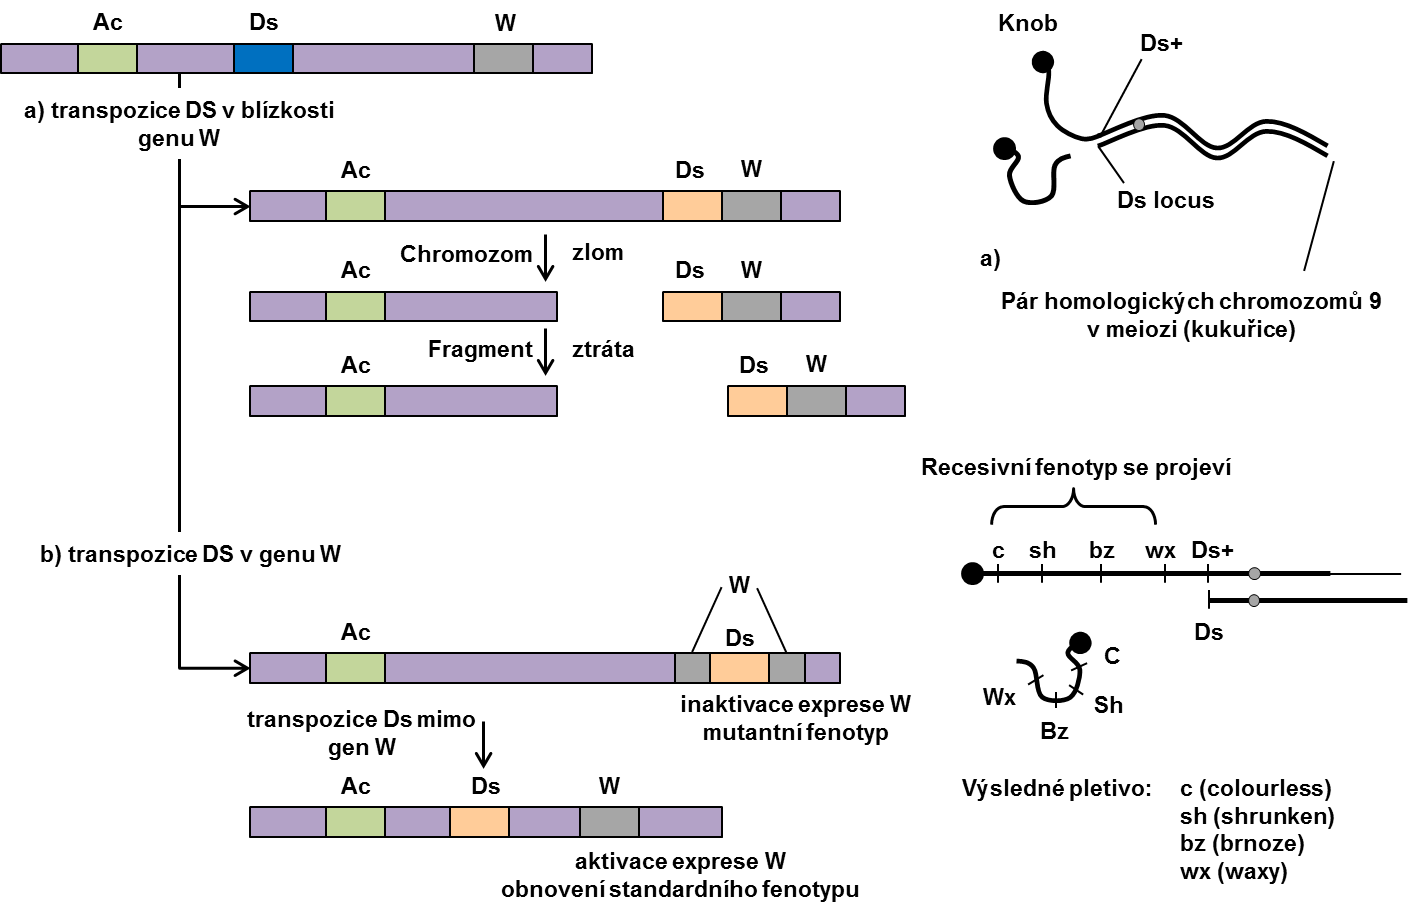 Ac Ds W
a) transpozice DS v blízkosti
genu W
Ac Ds W
Chromozom zlom
Ac Ds W
Fragment ztráta
Ac Ds W
b) transpozice DS v genu W
W
Ac Ds
inaktivace exprese W
mutantní fenotyp
transpozice Ds mimo
gen W
Ac Ds W
aktivace exprese W
obnovení standardního fenotypu
Knob
Ds+
Ds locus
a)
Pár homologických chromozomů 9
v meiozi (kukuřice)
Recesivní fenotyp se projeví
c sh bz wx Ds+
Ds
C
Wx Sh
Bz
Výsledné pletivo: c (colourless)
sh (shrunken)
bz (brnoze)
wx (waxy)